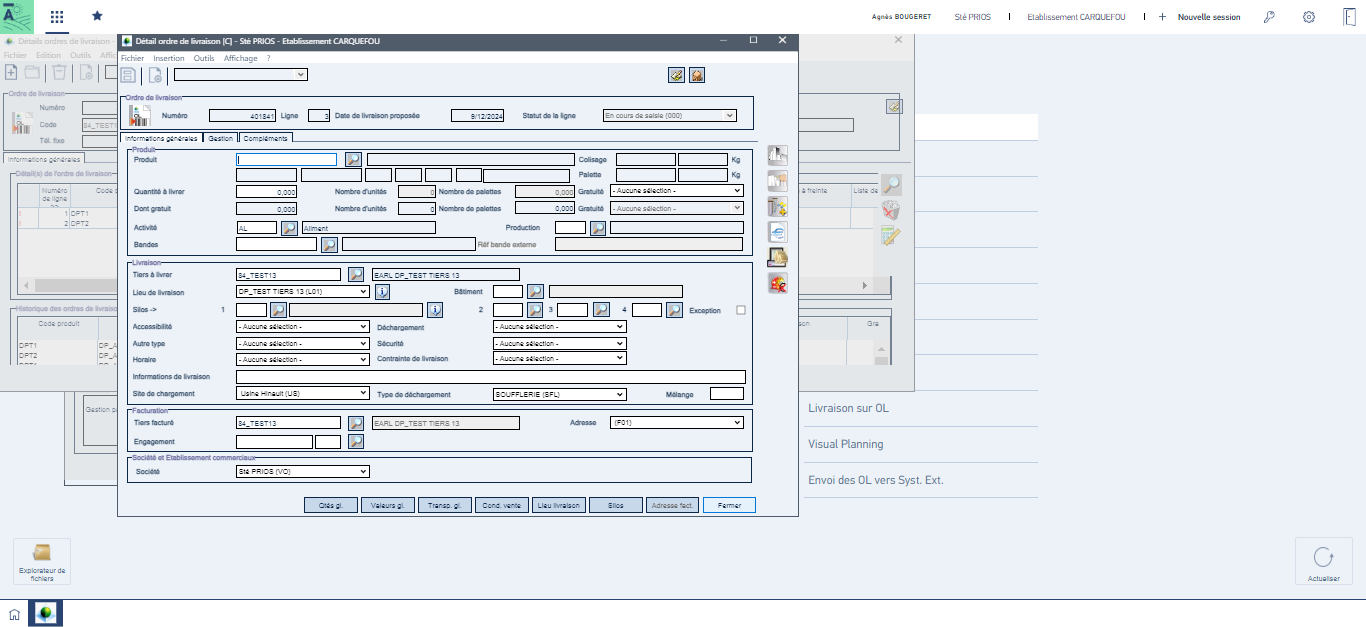 Agnès BOUGERET
Sté PRIOS
Etablissement CARQUEFOU
Nouvelle session
Détails ordres de livraison -
Fichier Edition Outils
Ordre de livraison
Numéro
Code 84_TEST1
Tél. fixe
Informations générales
Détail(s) de l'ordre de livraison
Numéro de ligne
Code
1 DPT1
2 DPT2
à freinte
Liste de
Historique des ordres de livraison
Code produit
DPT1 DP_A
DPT2 DP_A
Gra
Gestion
Détail ordre de livraison [C] - Sté PRIOS - Etablissement CARQUEFOU
Fichier Insertion Outils Affichage ?
Ordre de livraison
Numéro 401841 Ligne 3 Date de livraison proposée 9/12/2024 Statut de la ligne En cours de saisie (000)
Informations générales Gestion Compléments
Produit
Produit Colisage Kg
Palette Kg
Quantité à livrer 0,000 Nombre d'unités 0 Nombre de palettes 0,000 Gratuité - Aucune sélection -
Dont gratuit 0,000 Nombre d'unités 0 Nombre de palettes 0,000 Gratuité - Aucune sélection -
Activité AL Aliment Production
Bandes Réf bande externe
Livraison
Tiers à livrer 84_TEST13 EARL DP_TEST TIERS 13
Lieu de livraison DP_TEST TIERS 13 (L01) Bâtiment
Silos -> 1 2 3 4 Exception
Accessibilité - Aucune sélection - Déchargement - Aucune sélection -
Autre type - Aucune sélection - Sécurité - Aucune sélection -
Horaire - Aucune sélection - Contrainte de livraison - Aucune sélection -
Informations de livraison
Site de chargement Usine Hinault (US) Type de déchargement SOUFFLERIE (SFL) Mélange
Facturation
Tiers facturé 84_TEST13 EARL DP_TEST TIERS 13 Adresse (F01)
Engagement
Société et Etablissement commerciaux
Société Sté PRIOS (VO)
Qtés gl. Valeurs gl. Transp. gl. Cond. vente Lieu livraison Silos Adresse fact. Fermer
Livraison sur OL
Visual Planning
Envoi des OL vers Syst. Ext.
Explorateur de fichiers
Actualiser